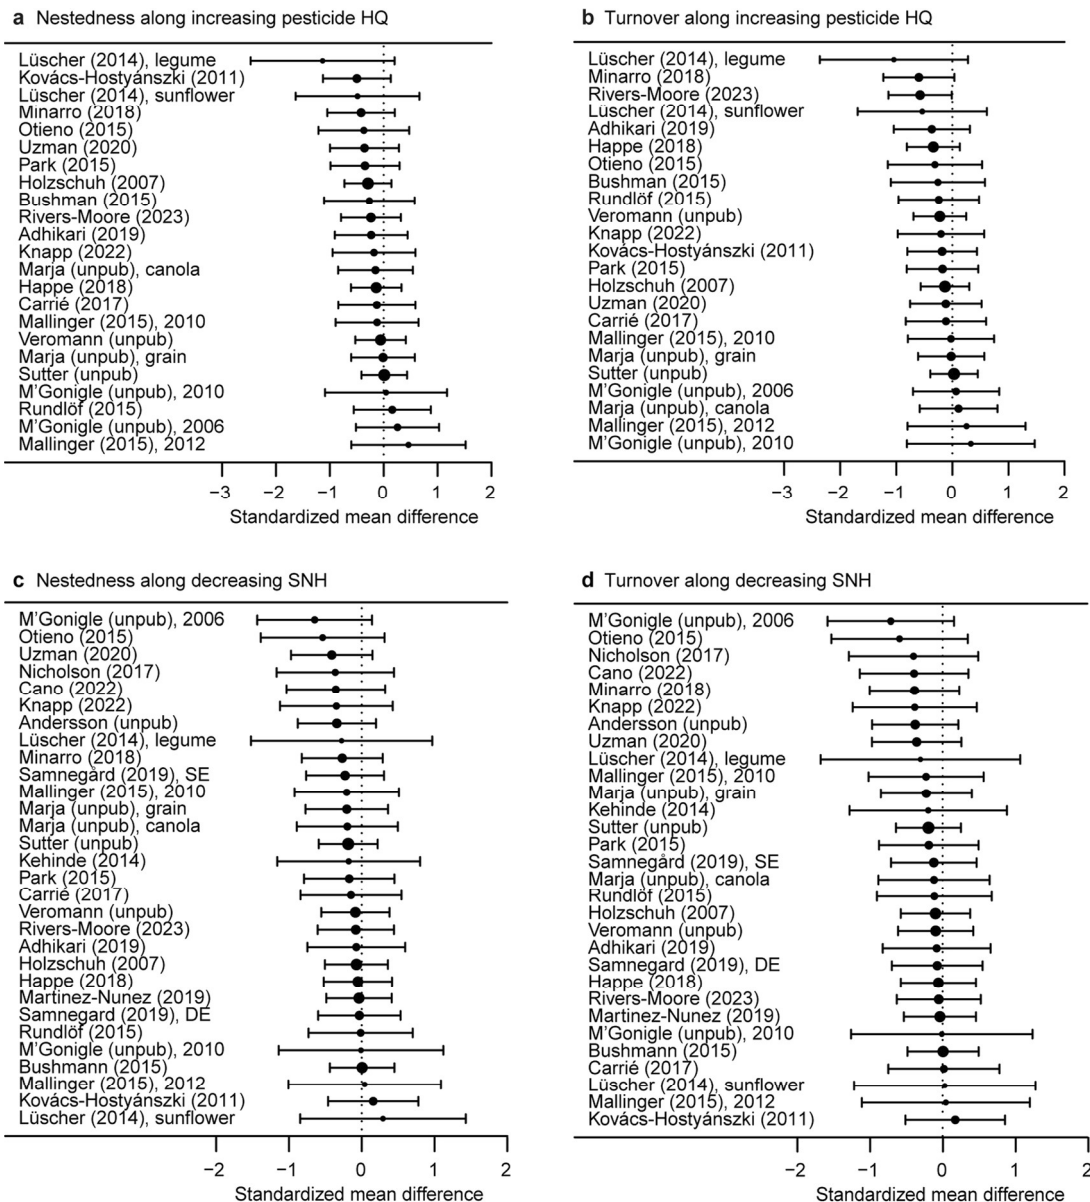 a Nestedness along increasing pesticide HQ
Lüscher (2014), legume
Kovács-Hostyánszki (2011)
Lüscher (2014), sunflower
Minarro (2018)
Otieno (2015)
Uzman (2020)
Park (2015)
Holzschuh (2007)
Bushman (2015)
Rivers-Moore (2023)
Adhikari (2019)
Knapp (2022)
Marja (unpub), canola
Happe (2018)
Carrié (2017)
Mallinger (2015), 2010
Veromann (unpub)
Marja (unpub), grain
Sutter (unpub)
M'Gonigle (unpub), 2010
Rundlöf (2015)
M'Gonigle (unpub), 2006
Mallinger (2015), 2012
−3 −2 −1 0 1 2
Standardized mean difference
b Turnover along increasing pesticide HQ
Lüscher (2014), legume
Minarro (2018)
Rivers-Moore (2023)
Lüscher (2014), sunflower
Adhikari (2019)
Happe (2018)
Otieno (2015)
Bushman (2015)
Rundlöf (2015)
Veromann (unpub)
Knapp (2022)
Kovács-Hostyánszki (2011)
Park (2015)
Holzschuh (2007)
Uzman (2020)
Carrié (2017)
Mallinger (2015), 2010
Marja (unpub), grain
Sutter (unpub)
M'Gonigle (unpub), 2006
Marja (unpub), canola
Mallinger (2015), 2012
M'Gonigle (unpub), 2010
−3 −2 −1 0 1 2
Standardized mean difference
c Nestedness along decreasing SNH
M'Gonigle (unpub), 2006
Otieno (2015)
Uzman (2020)
Nicholson (2017)
Cano (2022)
Knapp (2022)
Andersson (unpub)
Lüscher (2014), legume
Minarro (2018)
Samnegård (2019), SE
Mallinger (2015), 2010
Marja (unpub), grain
Marja (unpub), canola
Sutter (unpub)
Kehinde (2014)
Park (2015)
Carrié (2017)
Veromann (unpub)
Rivers-Moore (2023)
Adhikari (2019)
Holzschuh (2007)
Happe (2018)
Martinez-Nunez (2019)
Samnegard (2019), DE
Rundlöf (2015)
M'Gonigle (unpub), 2010
Bushmann (2015)
Mallinger (2015), 2012
Kovács-Hostyánszki (2011)
Lüscher (2014), sunflower
−2 −1 0 1 2
Standardized mean difference
d Turnover along decreasing SNH
M'Gonigle (unpub), 2006
Otieno (2015)
Nicholson (2017)
Cano (2022)
Minarro (2018)
Knapp (2022)
Andersson (unpub)
Uzman (2020)
Lüscher (2014), legume
Mallinger (2015), 2010
Marja (unpub), grain
Kehinde (2014)
Sutter (unpub)
Park (2015)
Samnegård (2019), SE
Marja (unpub), canola
Rundlöf (2015)
Holzschuh (2007)
Veromann (unpub)
Adhikari (2019)
Samnegard (2019), DE
Happe (2018)
Rivers-Moore (2023)
Martinez-Nunez (2019)
M'Gonigle (unpub), 2010
Bushmann (2015)
Carrié (2017)
Lüscher (2014), sunflower
Mallinger (2015), 2012
Kovács-Hostyánszki (2011)
−2 −1 0 1 2
Standardized mean difference